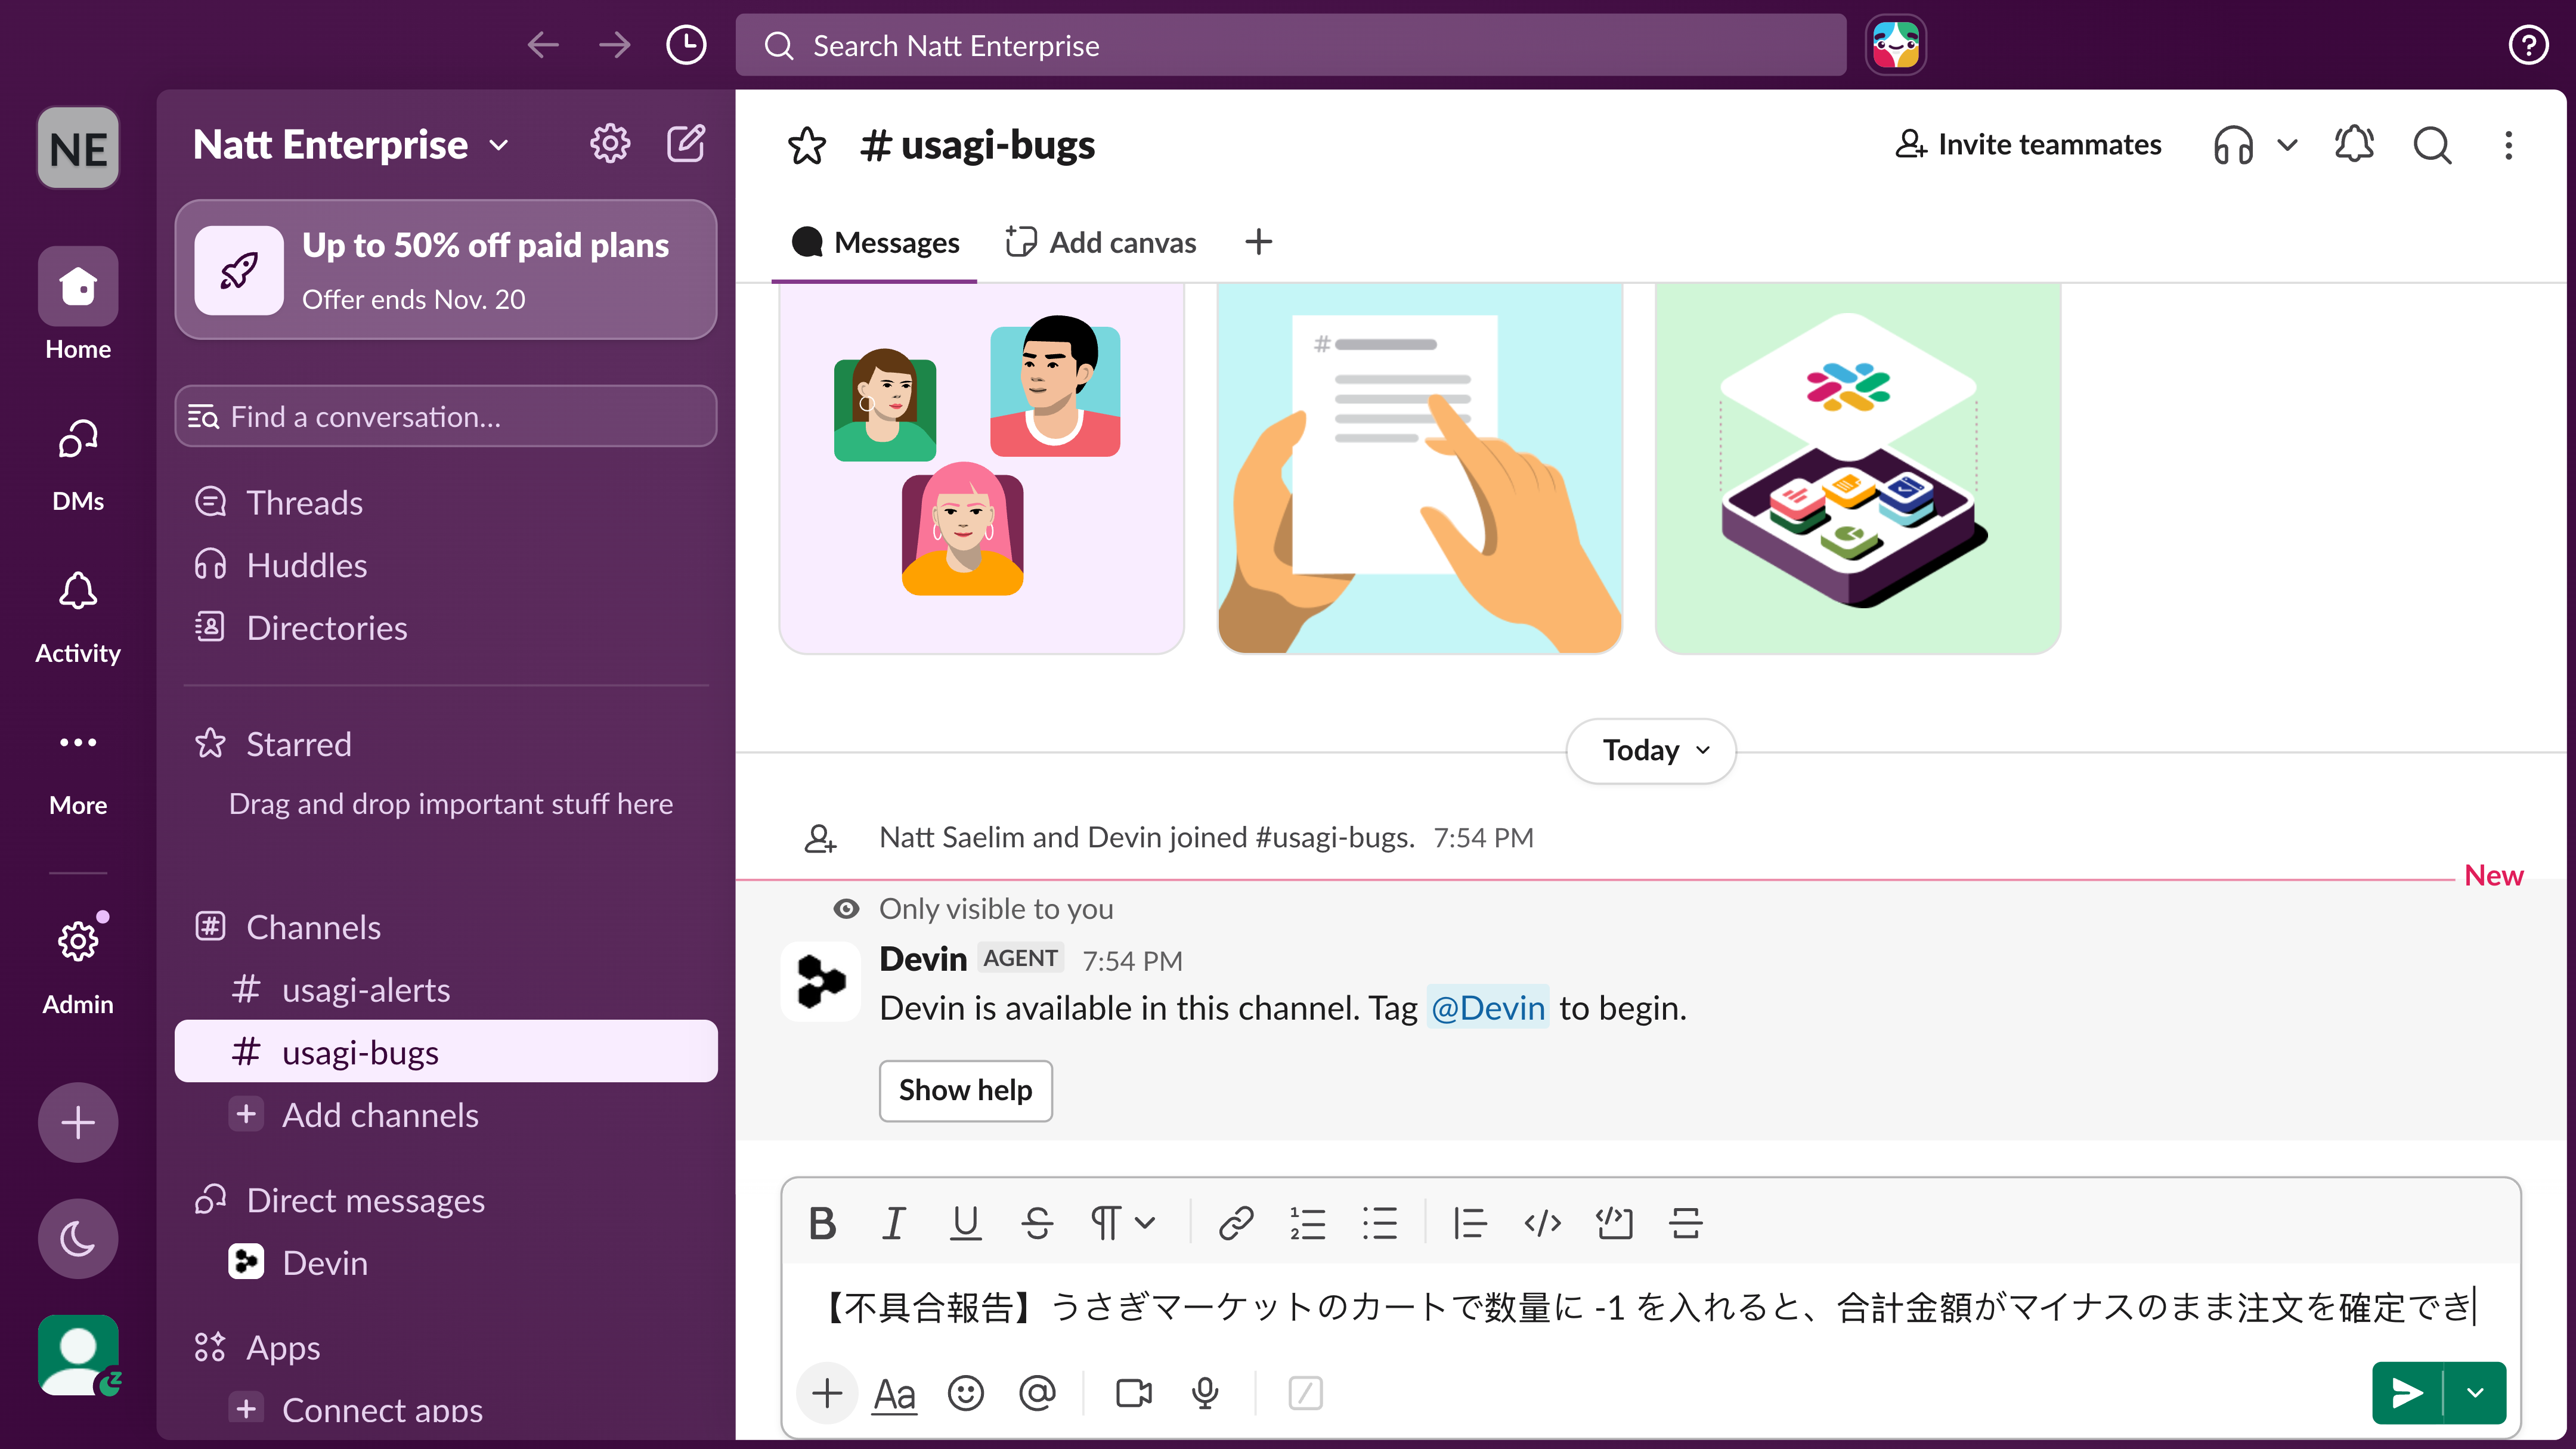 Search Natt Enterprise
NE
Home
DMs
Activity
More
Admin
Natt Enterprise
Up to 50% off paid plans
Offer ends Nov. 20
Find a conversation...
Threads
Huddles
Directories
Starred
Drag and drop important stuff here
Channels
# usagi-alerts
# usagi-bugs
Add channels
Direct messages
Devin
Apps
Connect apps
# usagi-bugs
Invite teammates
Messages
Add canvas
#
Today
Natt Saelim and Devin joined #usagi-bugs. 7:54 PM
New
Only visible to you
Devin AGENT 7:54 PM
Devin is available in this channel. Tag @Devin to begin.
Show help
【不具合報告】うさぎマーケットのカートで数量に -1 を入れると、合計金額がマイナスのまま注文を確定でき
Aa